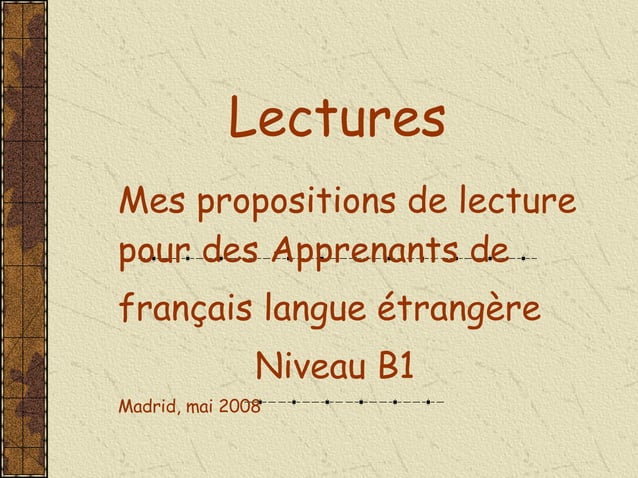 Lectures
Mes propositions de lecture
pour des Apprenants de
français langue étrangère
Niveau B1
Madrid, mai 2008